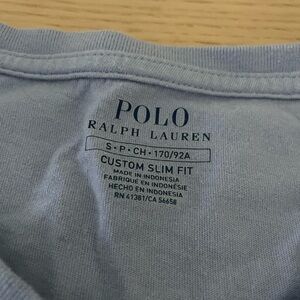 POLO
RALPH LAUREN
S • P • CH • 170/92A
CUSTOM SLIM FIT
MADE IN INDONESIA
FABRIQUÉ EN INDONÉSIE
HECHO EN INDONESIA
RN 41381/CA 56658